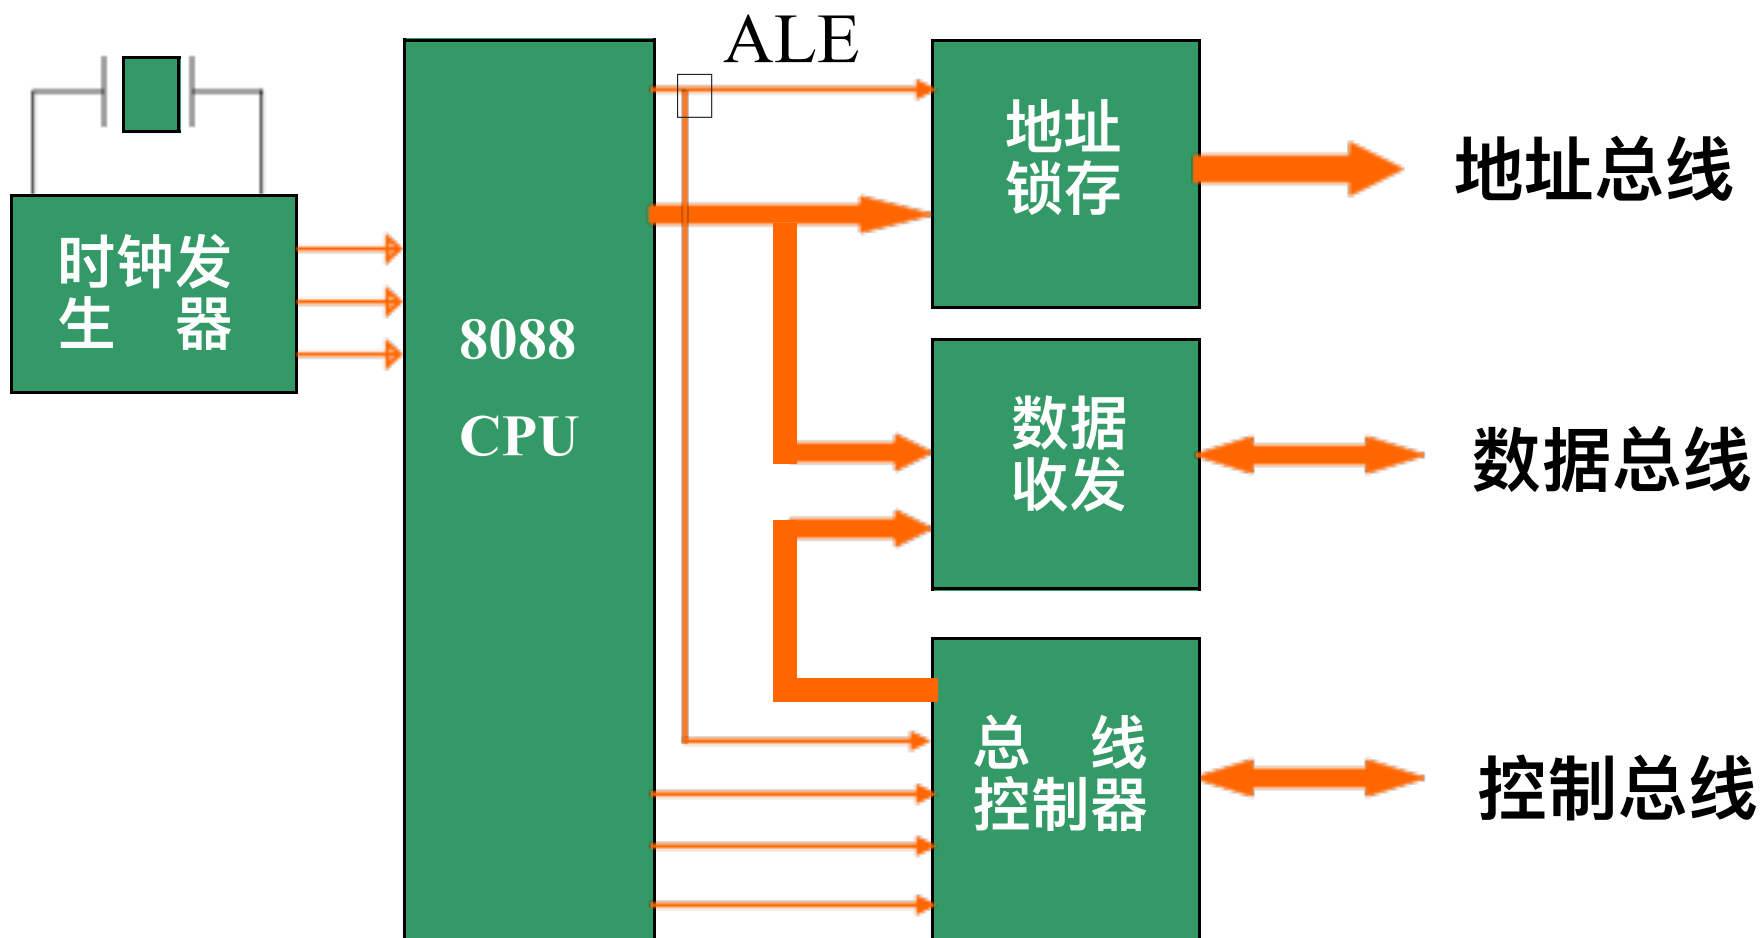 ALE
地址
锁存
地址总线
时钟发
生 器
8088
CPU
数据
收发
数据总线
总 线
控制器
控制总线